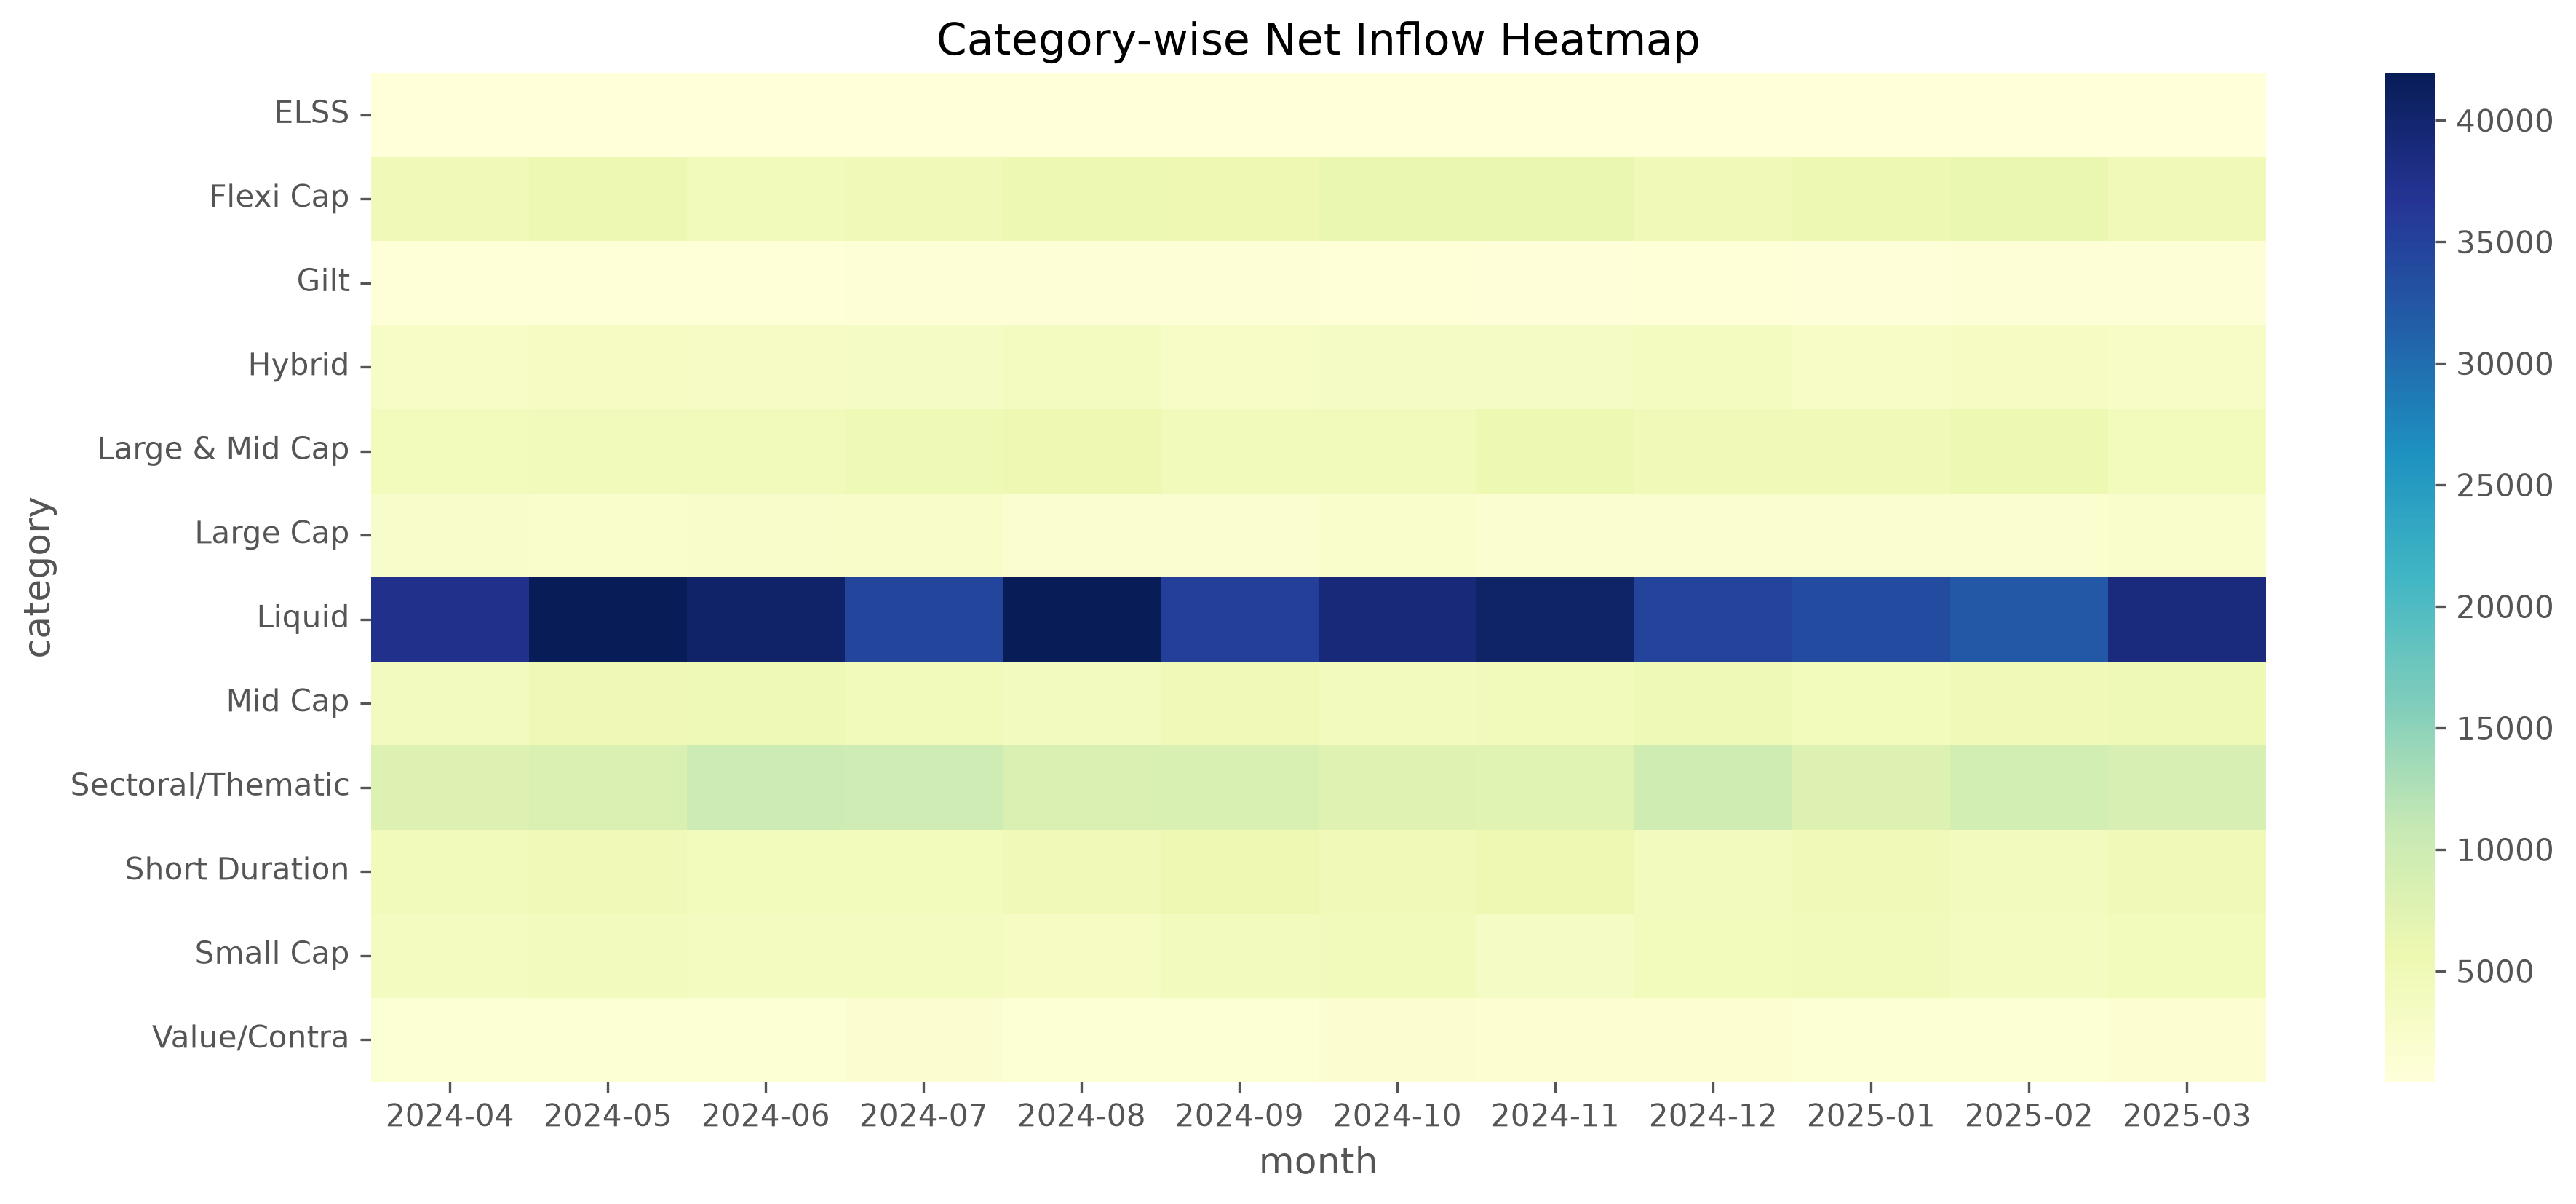 Category-wise Net Inflow Heatmap
category
ELSS
Flexi Cap
Gilt
Hybrid
Large & Mid Cap
Large Cap
Liquid
Mid Cap
Sectoral/Thematic
Short Duration
Small Cap
Value/Contra
2024-04 2024-05 2024-06 2024-07 2024-08 2024-09 2024-10 2024-11 2024-12 2025-01 2025-02 2025-03
month
40000
35000
30000
25000
20000
15000
10000
5000